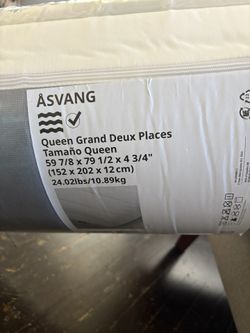 ÅSVANG
Queen Grand Deux Places
Tamaño Queen
59 7/8 x 79 1/2 x 4 3/4"
(152 x 202 x 12 cm)
24.02lbs/10.89kg